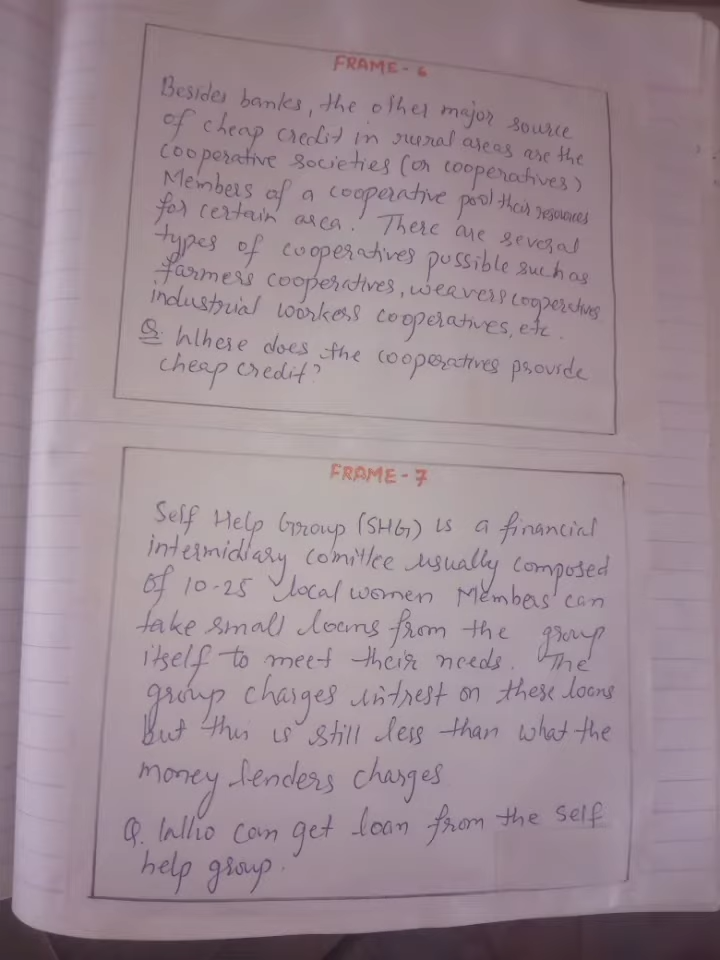 FRAME - 6
Besides banks, the other major source
of cheap credit in rural areas are the
cooperative societies (or cooperatives)
Members of a cooperative pool their resources
for certain area. There are several
types of cooperatives possible such as
farmers cooperatives, weavers cooperatives
industrial workers cooperatives, etc.
Q. Where does the cooperatives provide
cheap credit?
FRAME - 7
Self Help Group (SHG) is a financial
intermidiary comittee usually composed
of 10-25 local women Members can
take small loans from the group
itself to meet their needs. The
group charges intrest on these loans
but this is still less than what the
money lenders charges
Q. Who can get loan from the self
help group.